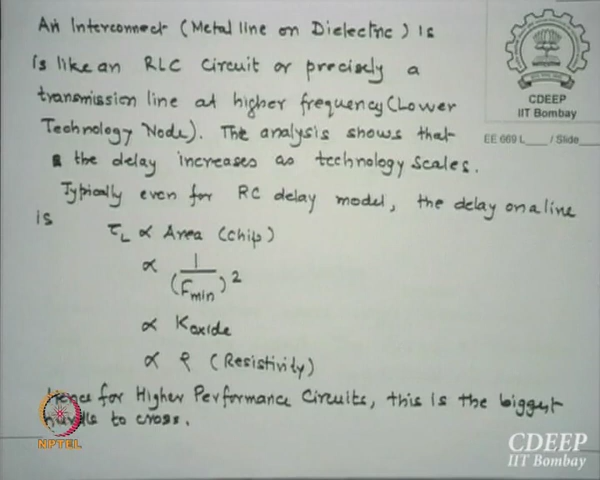 An Interconnect (Metal line on Dielectric) is
is like an RLC circuit or precisely a
transmission line at higher frequency (Lower
Technology Node). The analysis shows that
the delay increases as technology scales.
Typically even for RC delay model, the delay on a line
is
τL ∝ Area (chip)
∝ 1/(Fmin)²
∝ Koxide
∝ ρ (Resistivity)
Hence for Higher Performance Circuits, this is the biggest
hurdle to cross.
CDEEP
IIT Bombay
EE 669 L____ / Slide____
NPTEL
CDEEP
IIT Bombay